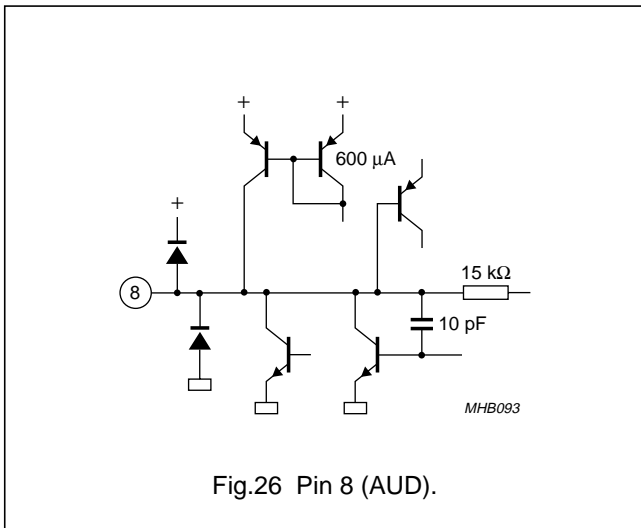 + +
600 μA
+
15 kΩ
8
10 pF
MHB093
Fig.26 Pin 8 (AUD).